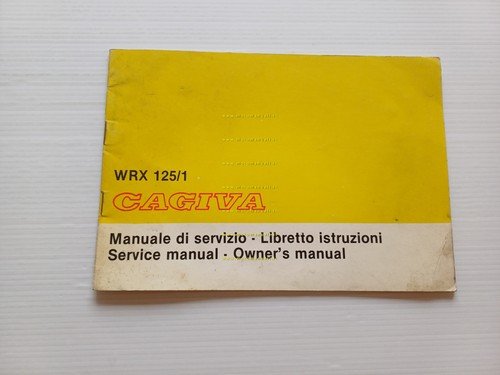 WRX 125/1
CAGIVA
Manuale di servizio - Libretto istruzioni
Service manual - Owner's manual